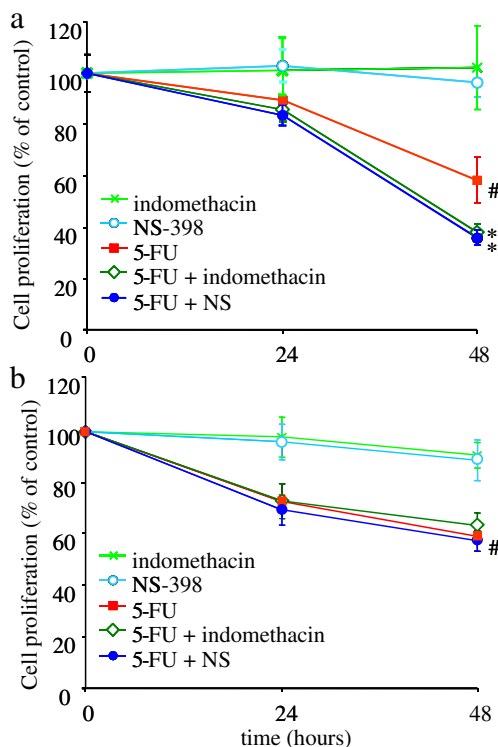 a
120
100
80
60
40
20
0
Cell proliferation (% of control)
indomethacin
NS-398
5-FU
5-FU + indomethacin
5-FU + NS
#
*
*
0
24
48
b
120
100
80
60
40
20
0
Cell proliferation (% of control)
indomethacin
NS-398
5-FU
5-FU + indomethacin
5-FU + NS
#
0
24
48
time (hours)